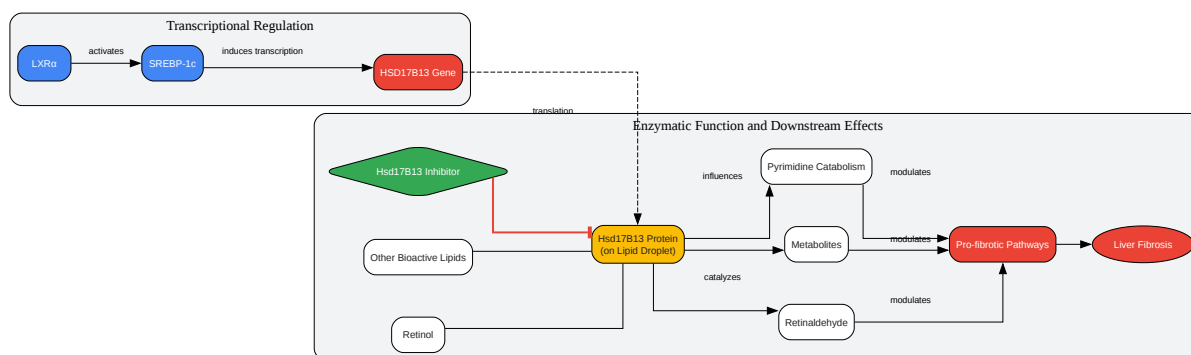 Transcriptional Regulation
LXRα
activates
SREBP-1c
induces transcription
HSD17B13 Gene
translation
Enzymatic Function and Downstream Effects
Hsd17B13 Inhibitor
influences
Pyrimidine Catabolism
modulates
Other Bioactive Lipids
Hsd17B13 Protein
(on Lipid Droplet)
Metabolites
modulates
Pro-fibrotic Pathways
Liver Fibrosis
catalyzes
Retinol
Retinaldehyde
modulates